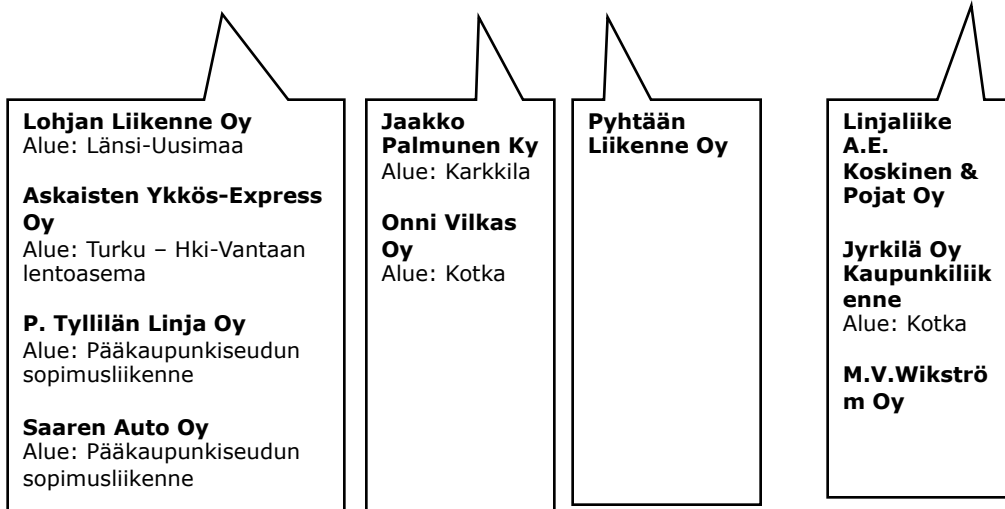 Lohjan Liikenne Oy
Alue: Länsi-Uusimaa
Askaisten Ykkös-Express
Oy
Alue: Turku – Hki-Vantaan
lentoasema
P. Tyllilän Linja Oy
Alue: Pääkaupunkiseudun
sopimusliikenne
Saaren Auto Oy
Alue: Pääkaupunkiseudun
sopimusliikenne
Jaakko
Palmunen Ky
Alue: Karkkila
Onni Vilkas
Oy
Alue: Kotka
Pyhtään
Liikenne Oy
Linjaliike
A.E.
Koskinen &
Pojat Oy
Jyrkilä Oy
Kaupunkiliik
enne
Alue: Kotka
M.V.Wikströ
m Oy